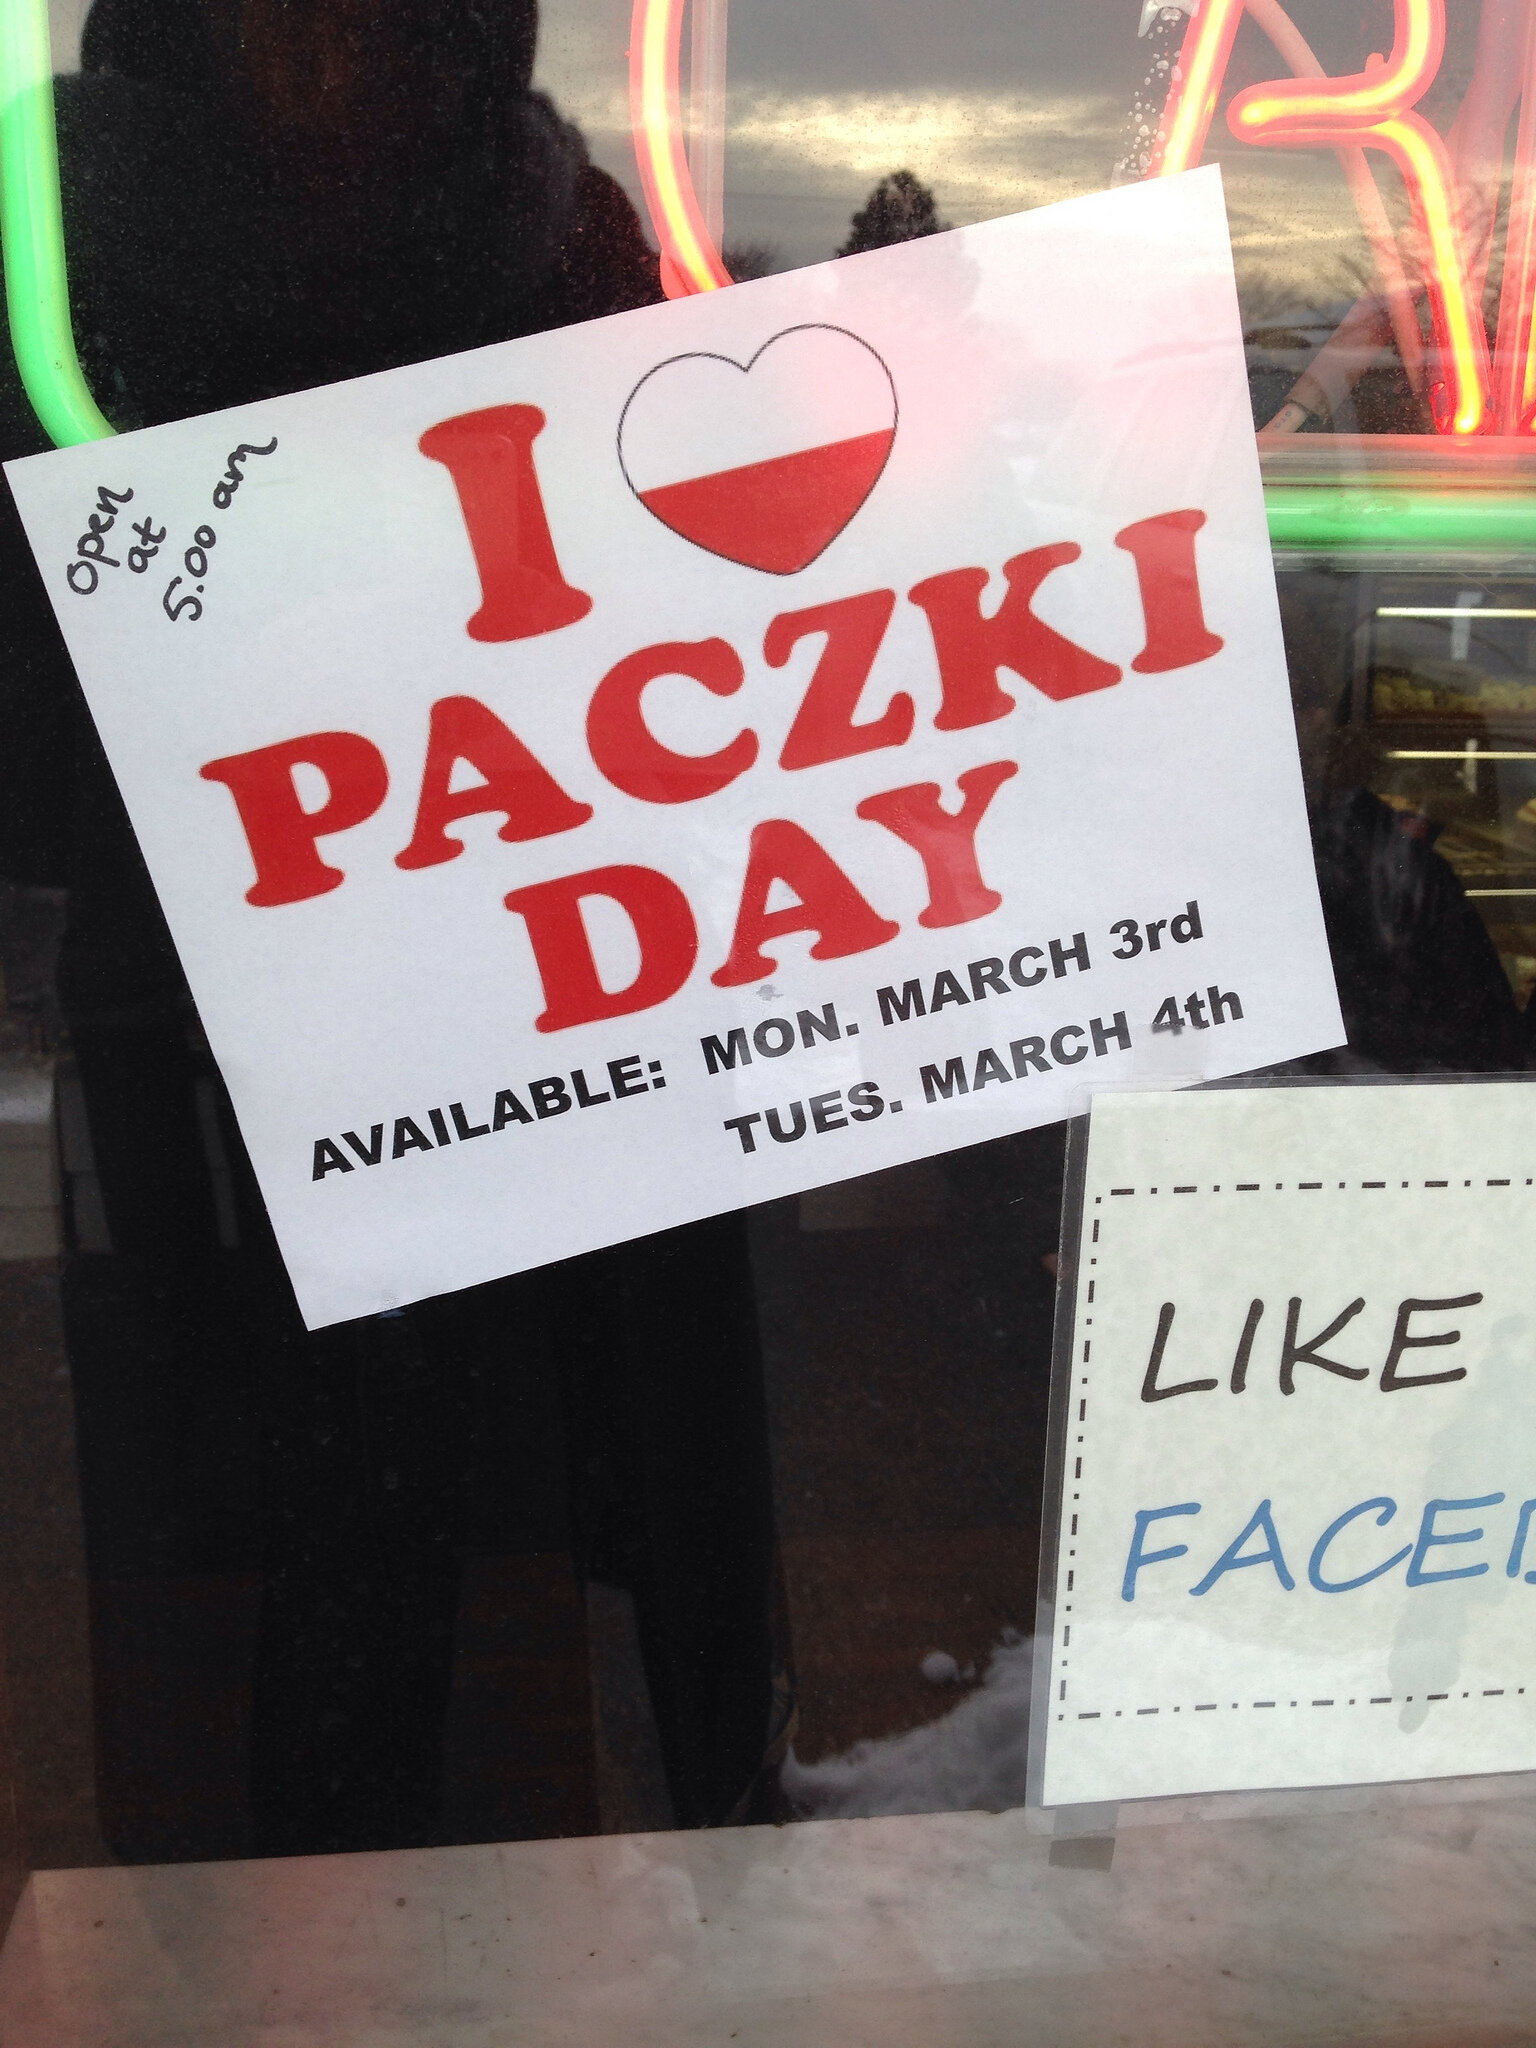 open
at
5.00 am
I
PACZKI
DAY
AVAILABLE: MON. MARCH 3rd
TUES. MARCH 4th
LIKE